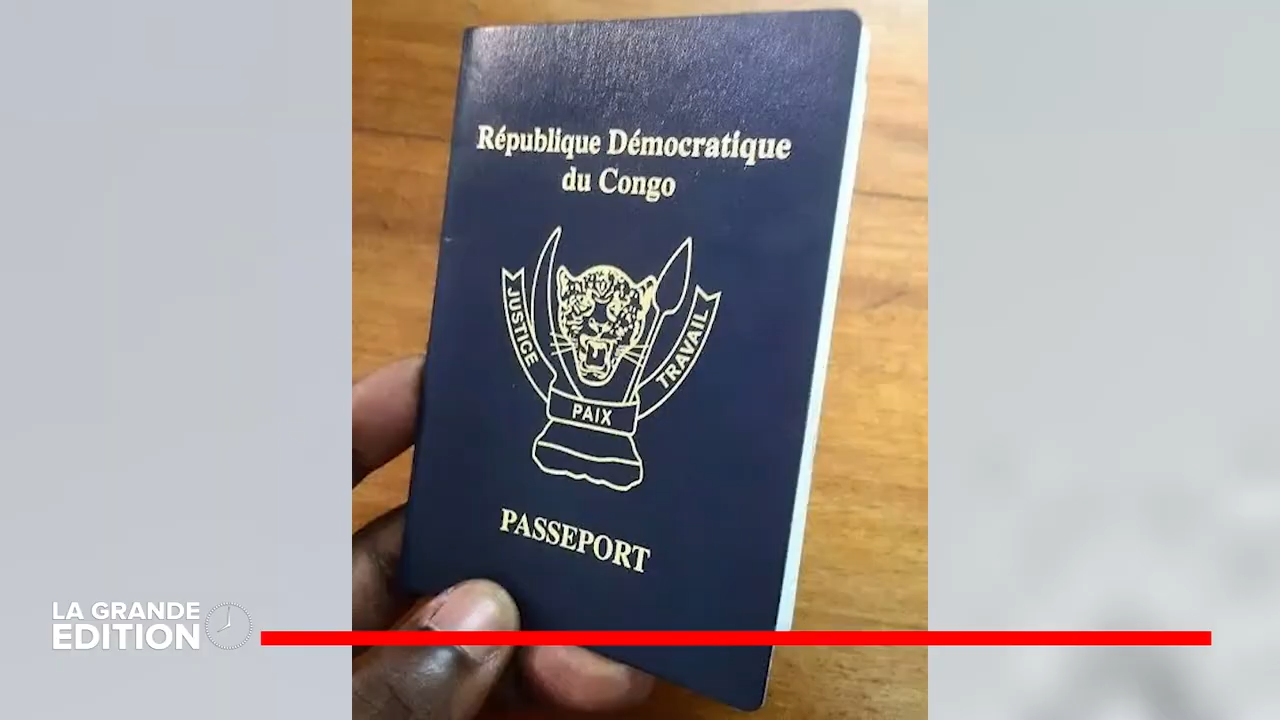 République Démocratique
du Congo
JUSTICE
PAIX
TRAVAIL
PASSEPORT
LA GRANDE
EDITION